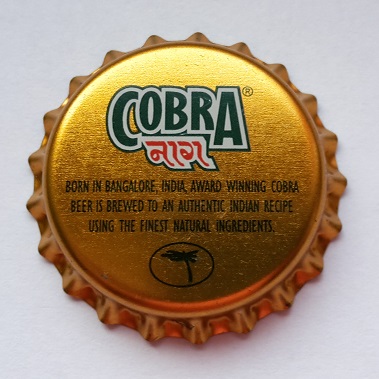 COBRA®
नाग
BORN IN BANGALORE, INDIA, AWARD WINNING COBRA
BEER IS BREWED TO AN AUTHENTIC INDIAN RECIPE
USING THE FINEST NATURAL INGREDIENTS.